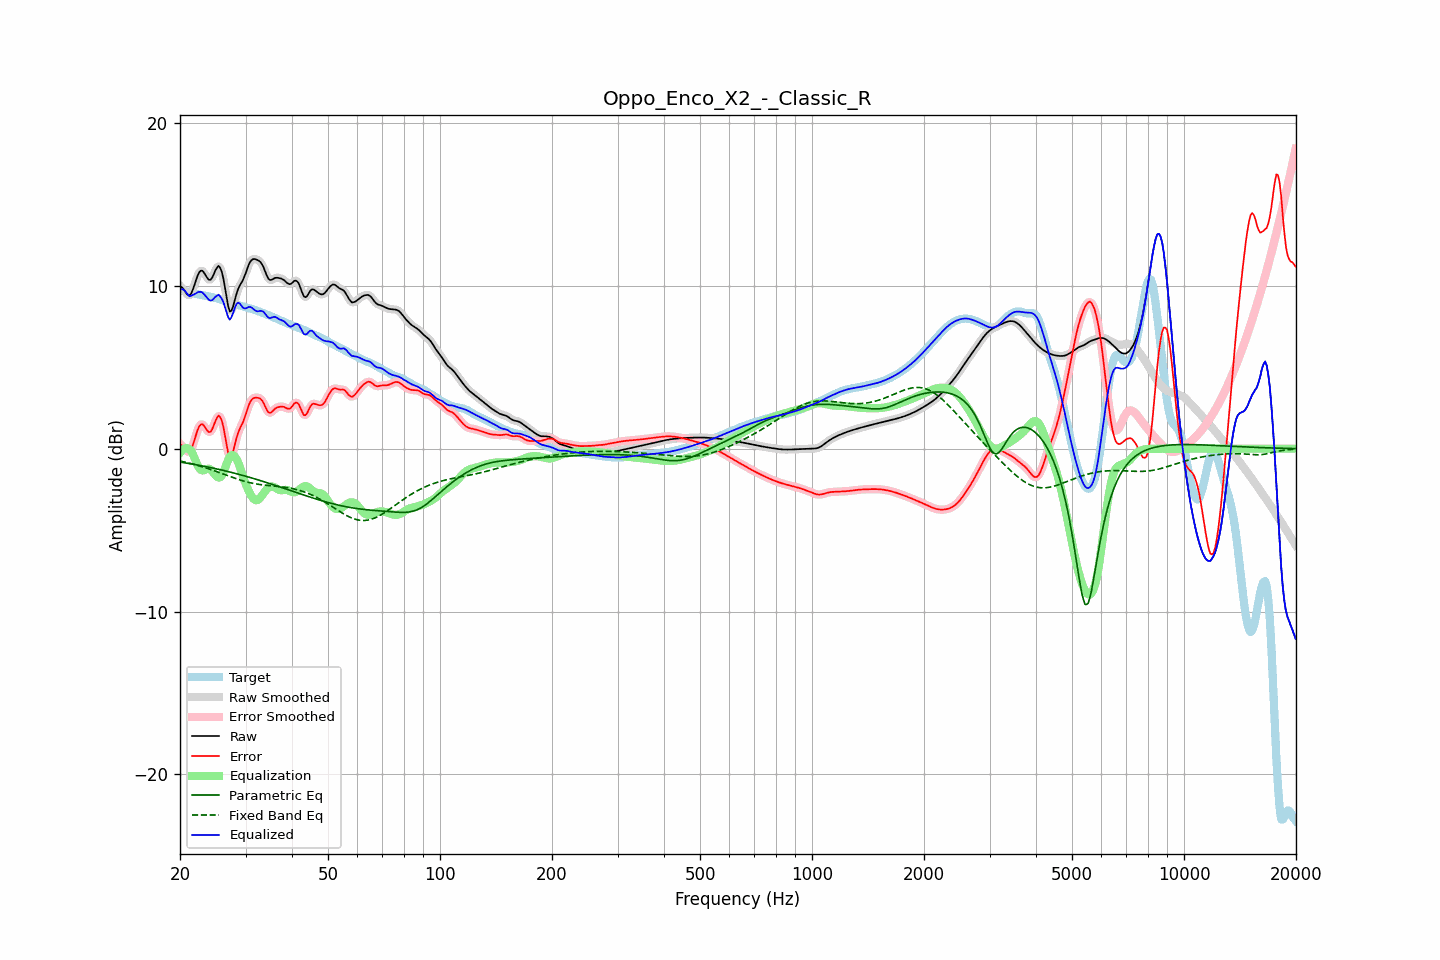 Oppo_Enco_X2_-_Classic_R
20
10
0
−10
−20
Amplitude (dBr)
Target
Raw Smoothed
Error Smoothed
Raw
Error
Equalization
Parametric Eq
Fixed Band Eq
Equalized
20 50 100 200 500 1000 2000 5000 10000 20000
Frequency (Hz)